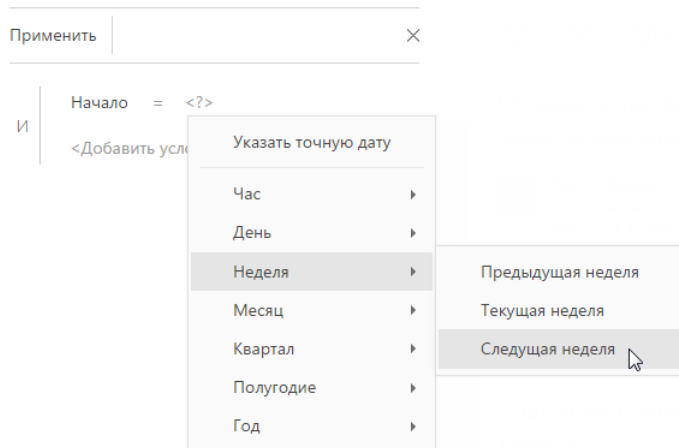 Применить
Начало = <?>
И
<Добавить усло
Указать точную дату
Час
День
Неделя
Месяц
Квартал
Полугодие
Год
Предыдущая неделя
Текущая неделя
Следущая неделя